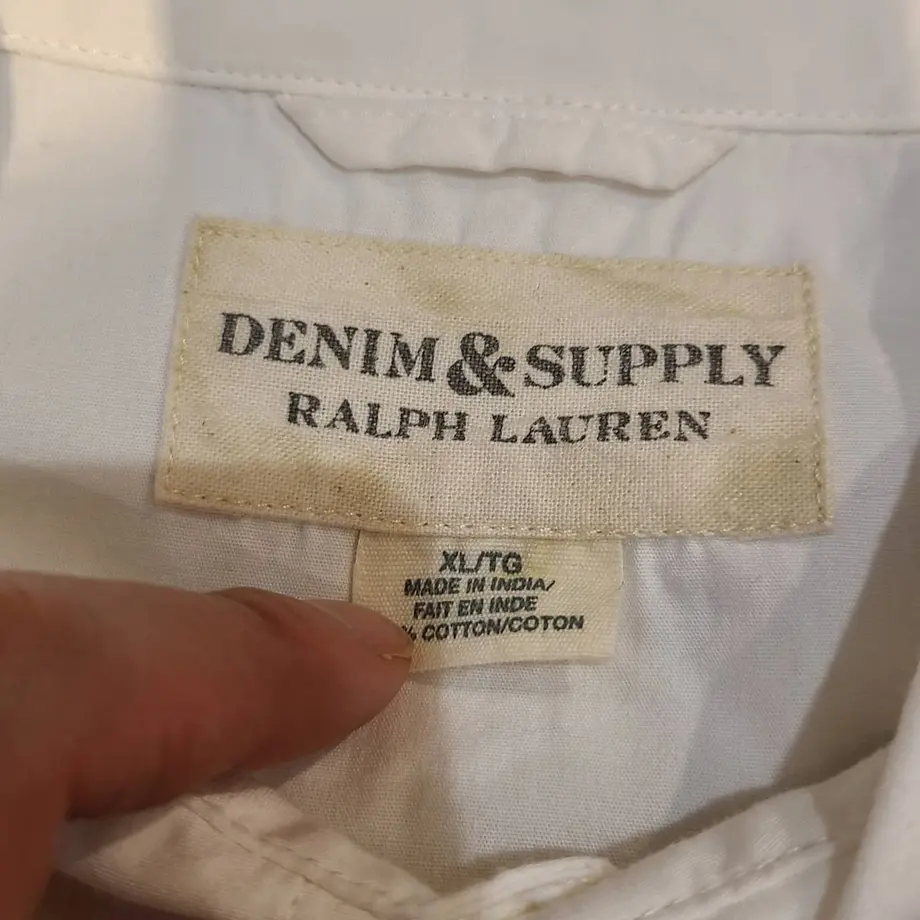 DENIM & SUPPLY
RALPH LAUREN
XL/TG
MADE IN INDIA/
FAIT EN INDE
% COTTON/COTON